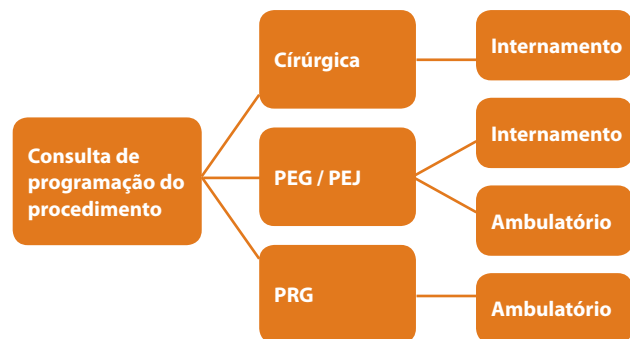 Consulta de
programação do
procedimento
Círúrgica
Internamento
PEG / PEJ
Internamento
Ambulatório
PRG
Ambulatório